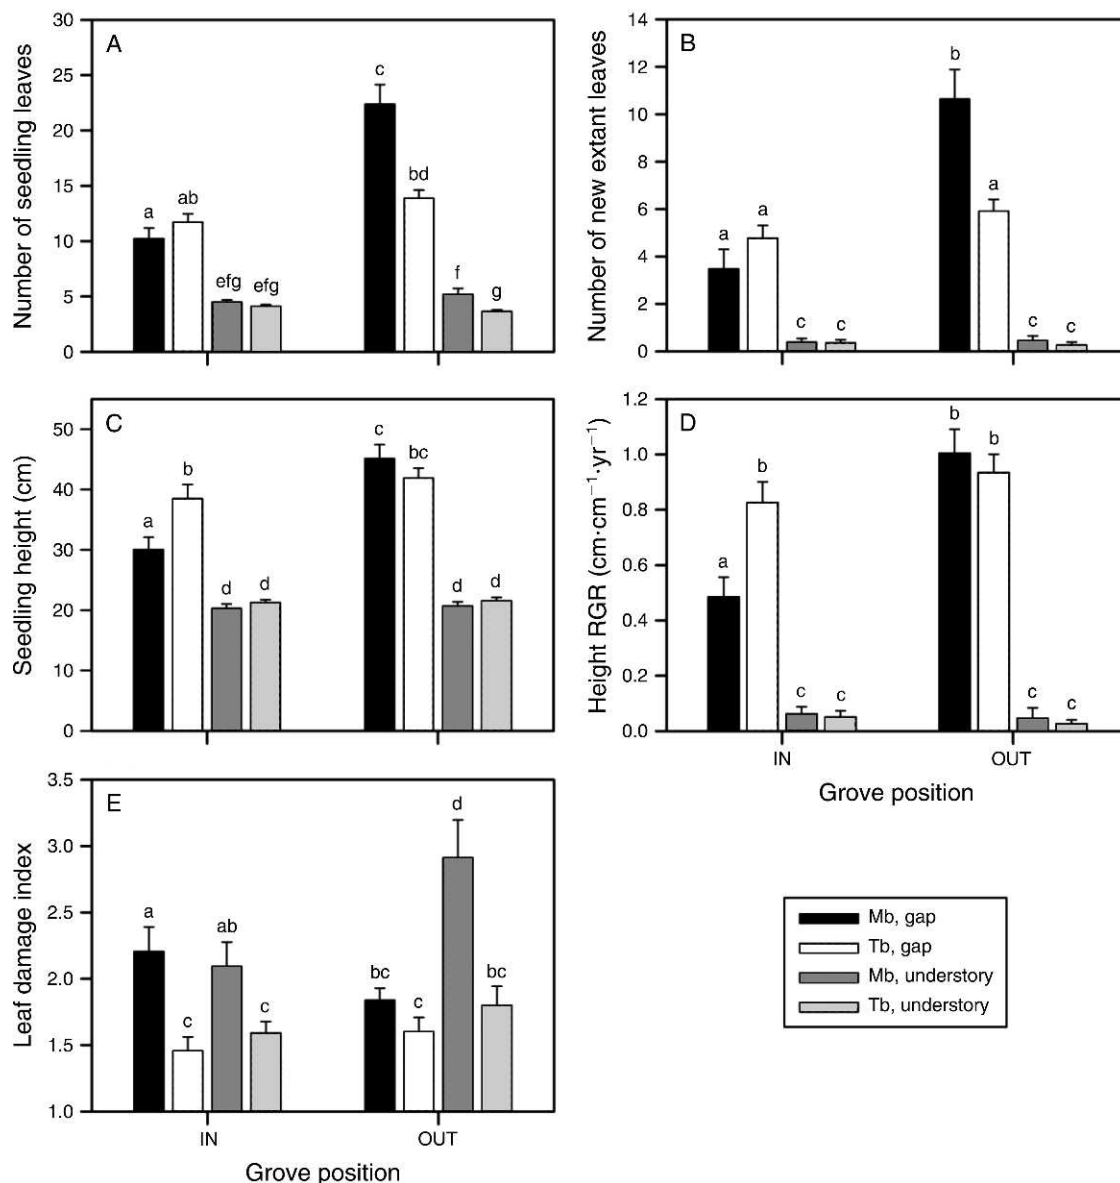 A
Number of seedling leaves
30
25
20
15
10
5
0
a
ab
efg
efg
c
bd
f
g
B
Number of new extant leaves
14
12
10
8
6
4
2
0
a
a
c
c
b
a
c
c
C
Seedling height (cm)
50
40
30
20
10
0
a
b
d
d
c
bc
d
d
D
Height RGR (cm·cm⁻¹·yr⁻¹)
1.2
1.0
0.8
0.6
0.4
0.2
0.0
a
b
c
c
b
b
c
c
IN
OUT
Grove position
E
Leaf damage index
3.5
3.0
2.5
2.0
1.5
1.0
a
c
ab
c
bc
c
d
bc
IN
OUT
Grove position
Mb, gap
Tb, gap
Mb, understory
Tb, understory